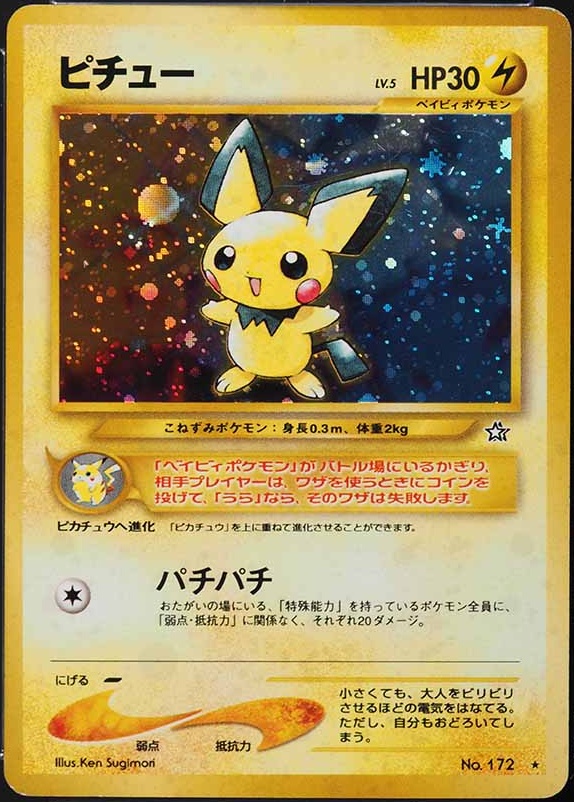 ピチュー LV.5 HP30
ベイビィポケモン
こねずみポケモン：身長0.3m、体重2kg
「ベイビィポケモン」がバトル場にいるかぎり、
相手プレイヤーは、ワザを使うときにコインを
投げて、「うら」なら、そのワザは失敗します。
ピカチュウへ進化 「ピカチュウ」を上に重ねて進化させることができます。
パチパチ
おたがいの場にいる、「特殊能力」を持っているポケモン全員に、
「弱点・抵抗力」に関係なく、それぞれ20ダメージ。
にげる
弱点 抵抗力
小さくても、大人をビリビリ
させるほどの電気をはなてる。
ただし、自分もおどろいてし
まう。
Illus.Ken Sugimori No. 172